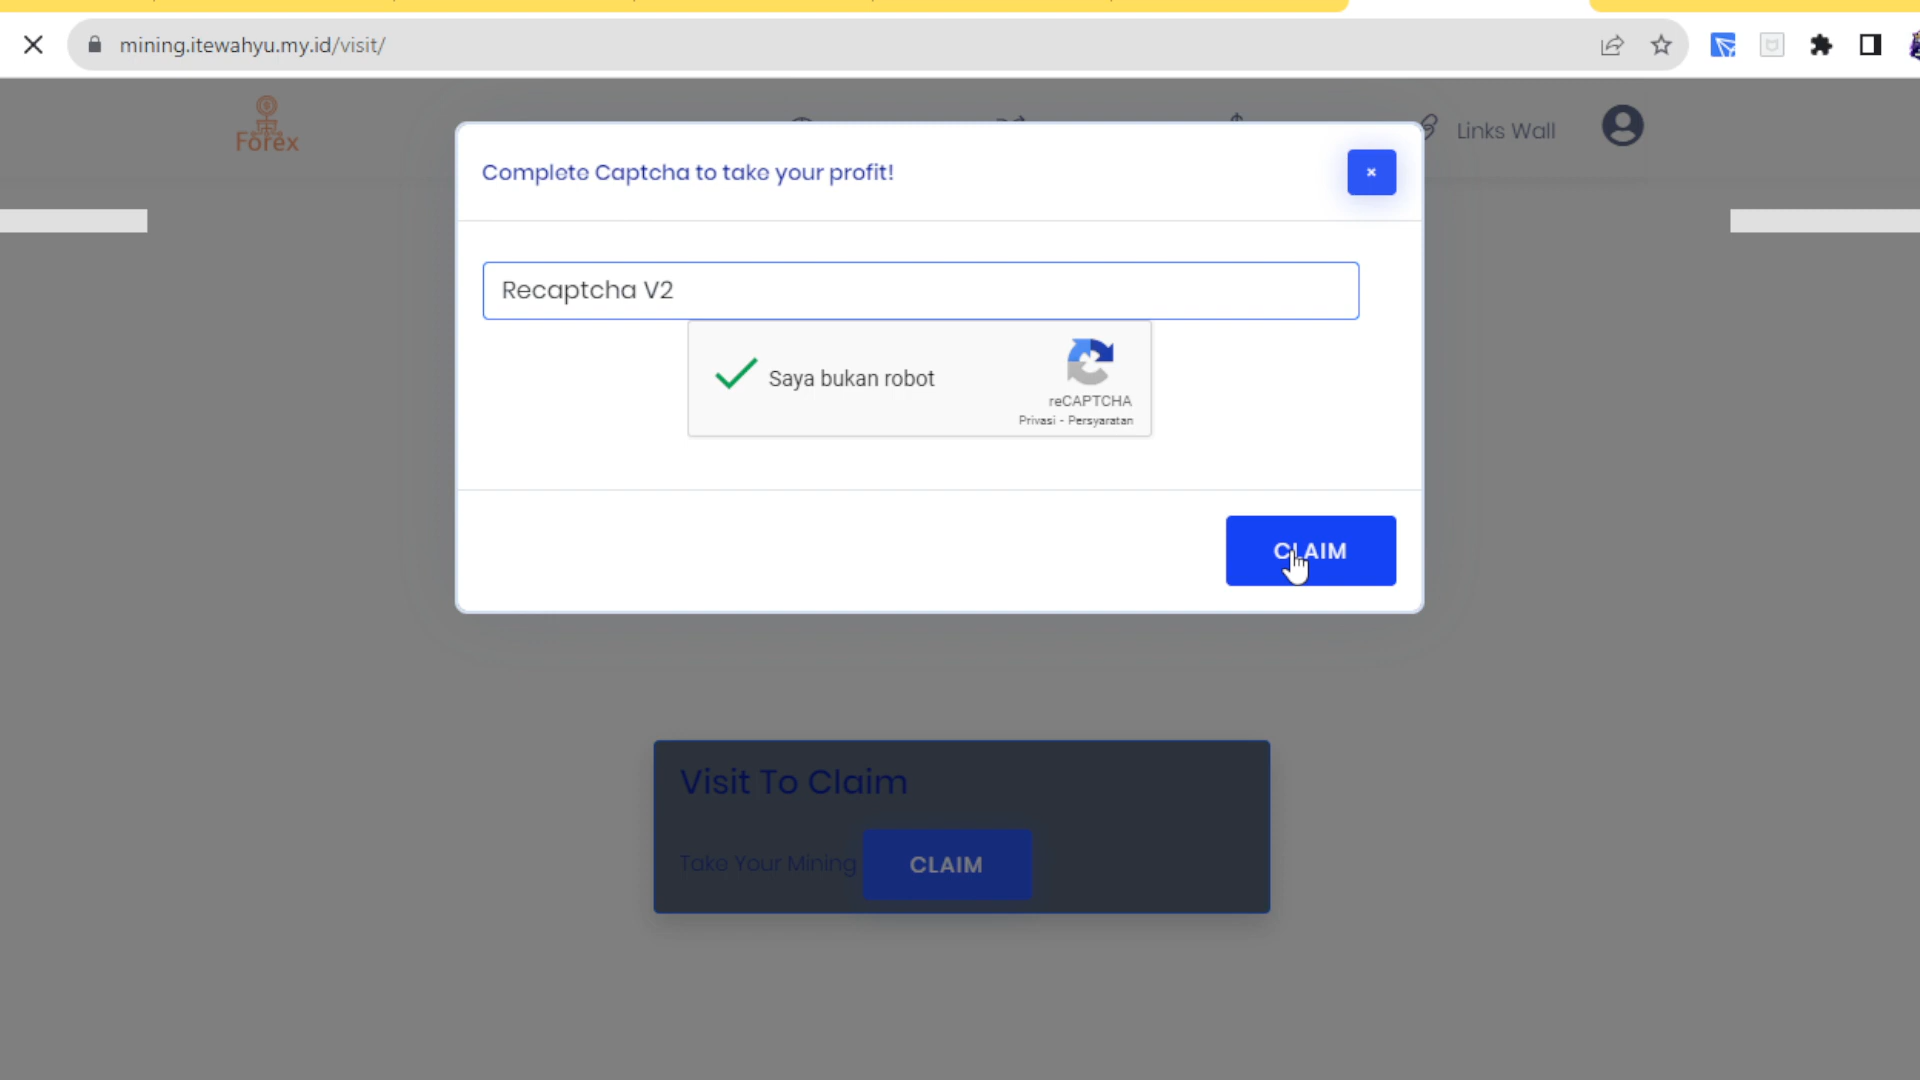 mining.itewahyu.my.id/visit/
Forex
Links Wall
Complete Captcha to take your profit!
×
Recaptcha V2
Saya bukan robot
reCAPTCHA
Privasi - Persyaratan
CLAIM
Visit To Claim
Take Your Mining
CLAIM